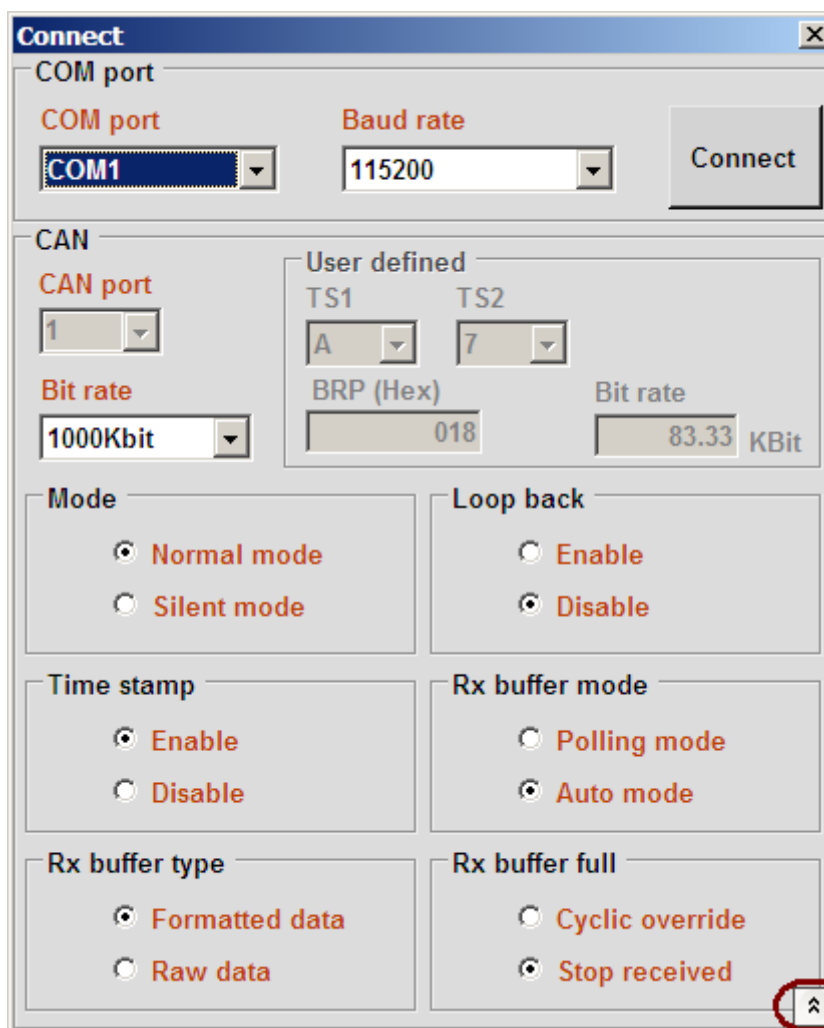 Connect
COM port
COM port Baud rate
COM1 115200 Connect
CAN
CAN port
1
Bit rate
1000Kbit
User defined
TS1 TS2
A 7
BRP (Hex) Bit rate
018 83.33 KBit
Mode
Normal mode
Silent mode
Loop back
Enable
Disable
Time stamp
Enable
Disable
Rx buffer mode
Polling mode
Auto mode
Rx buffer type
Formatted data
Raw data
Rx buffer full
Cyclic override
Stop received